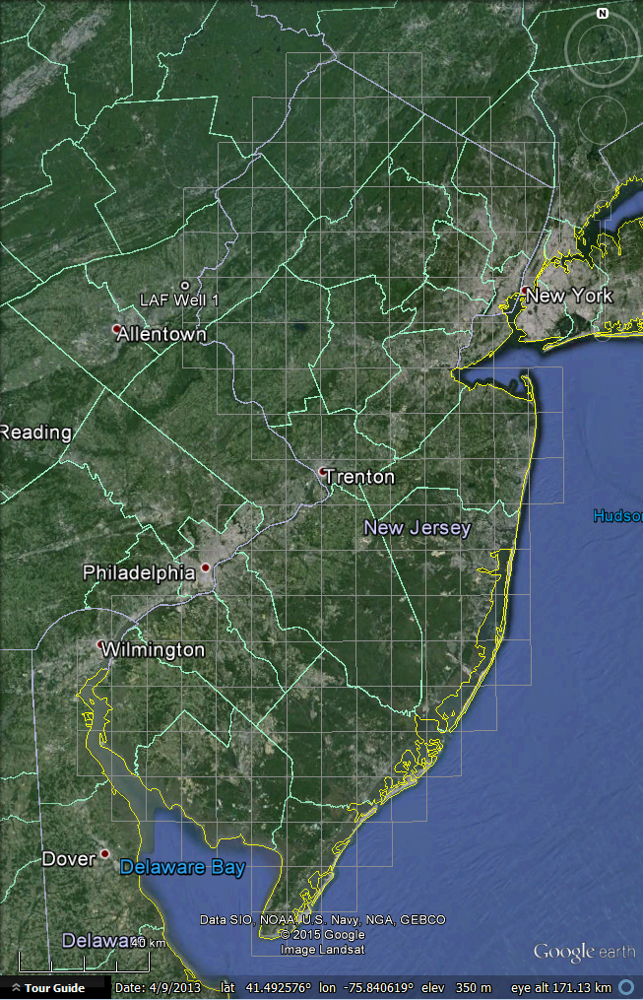 N
New York
LAF Well 1
Allentown
Reading
Trenton
Hudson
New Jersey
Philadelphia
Wilmington
Dover
Delaware Bay
Data SIO, NOAA, U.S. Navy, NGA, GEBCO
© 2015 Google
Image Landsat
Delaware
40 km
Google earth
Tour Guide
Date: 4/9/2013 lat 41.492576° lon -75.840619° elev 350 m eye alt 171.13 km